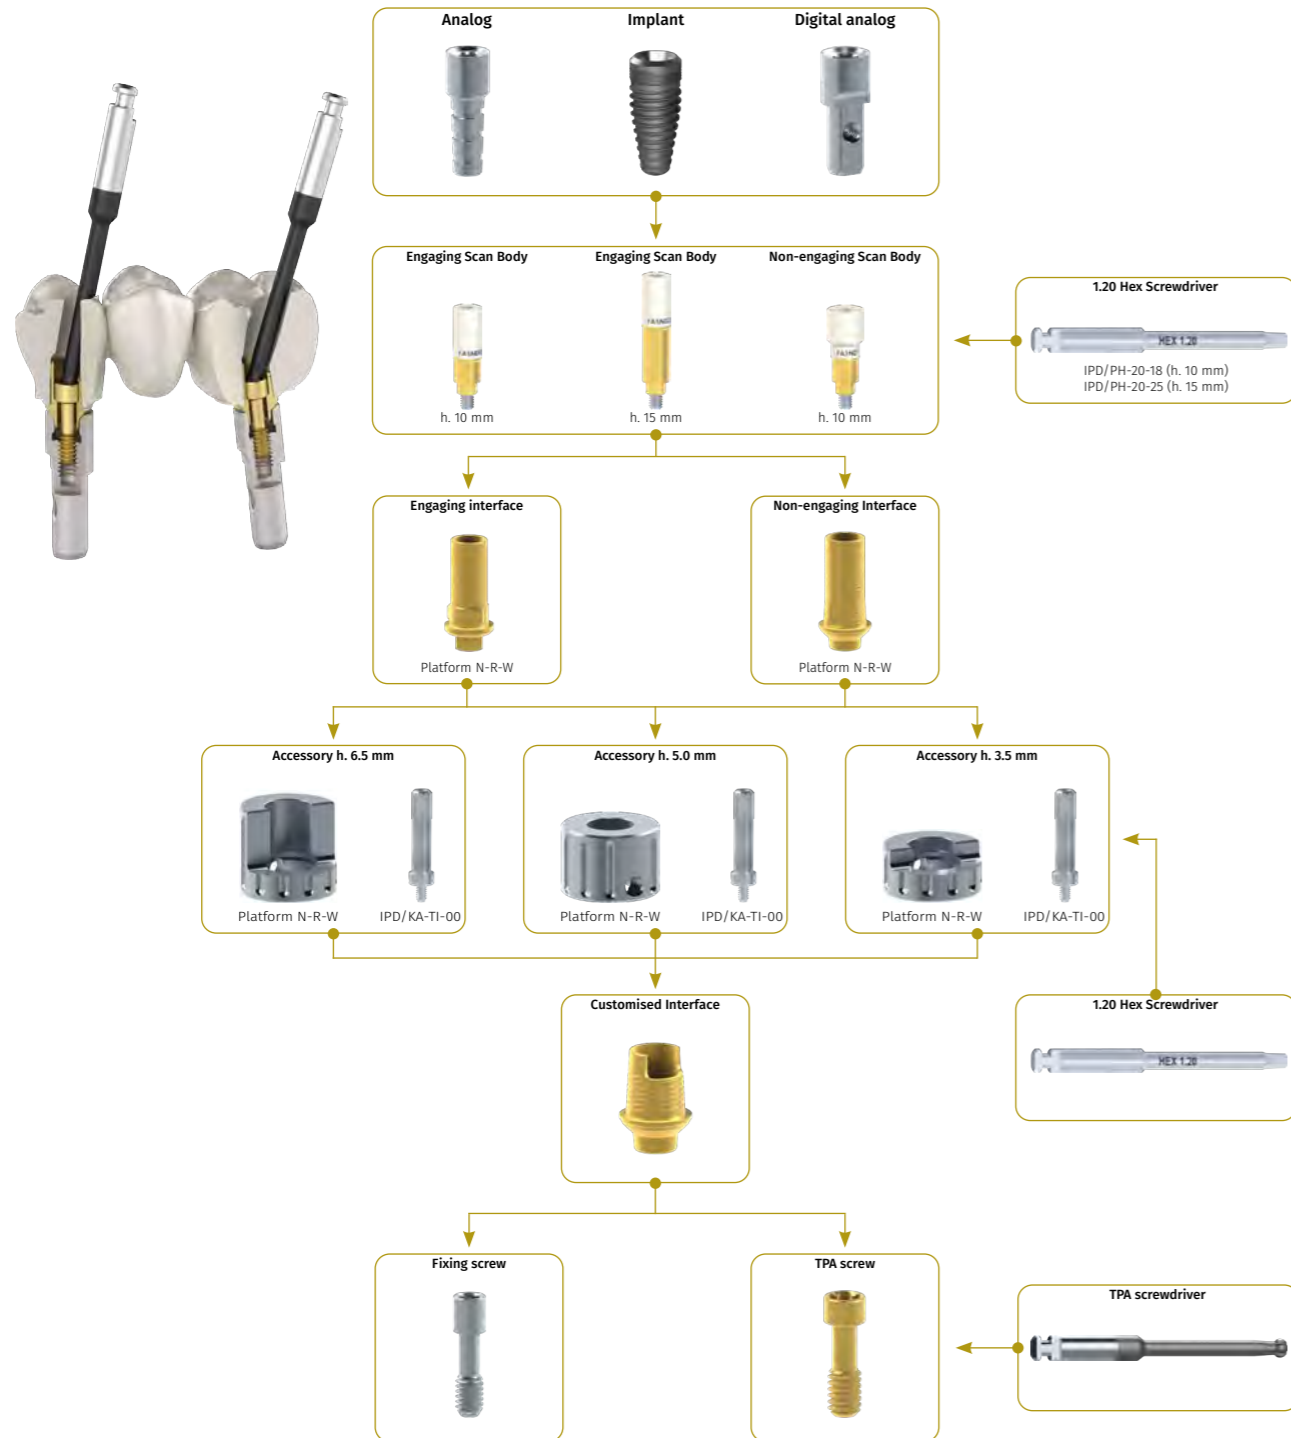 Analog
Implant
Digital analog
Engaging Scan Body
Engaging Scan Body
Non-engaging Scan Body
h. 10 mm
h. 15 mm
h. 10 mm
1.20 Hex Screwdriver
HEX 1.20
IPD/PH-20-18 (h. 10 mm)
IPD/PH-20-25 (h. 15 mm)
Engaging interface
Non-engaging Interface
Platform N-R-W
Platform N-R-W
Accessory h. 6.5 mm
Accessory h. 5.0 mm
Accessory h. 3.5 mm
Platform N-R-W
IPD/KA-TI-00
Platform N-R-W
IPD/KA-TI-00
Platform N-R-W
IPD/KA-TI-00
Customised Interface
1.20 Hex Screwdriver
HEX 1.20
Fixing screw
TPA screw
TPA screwdriver